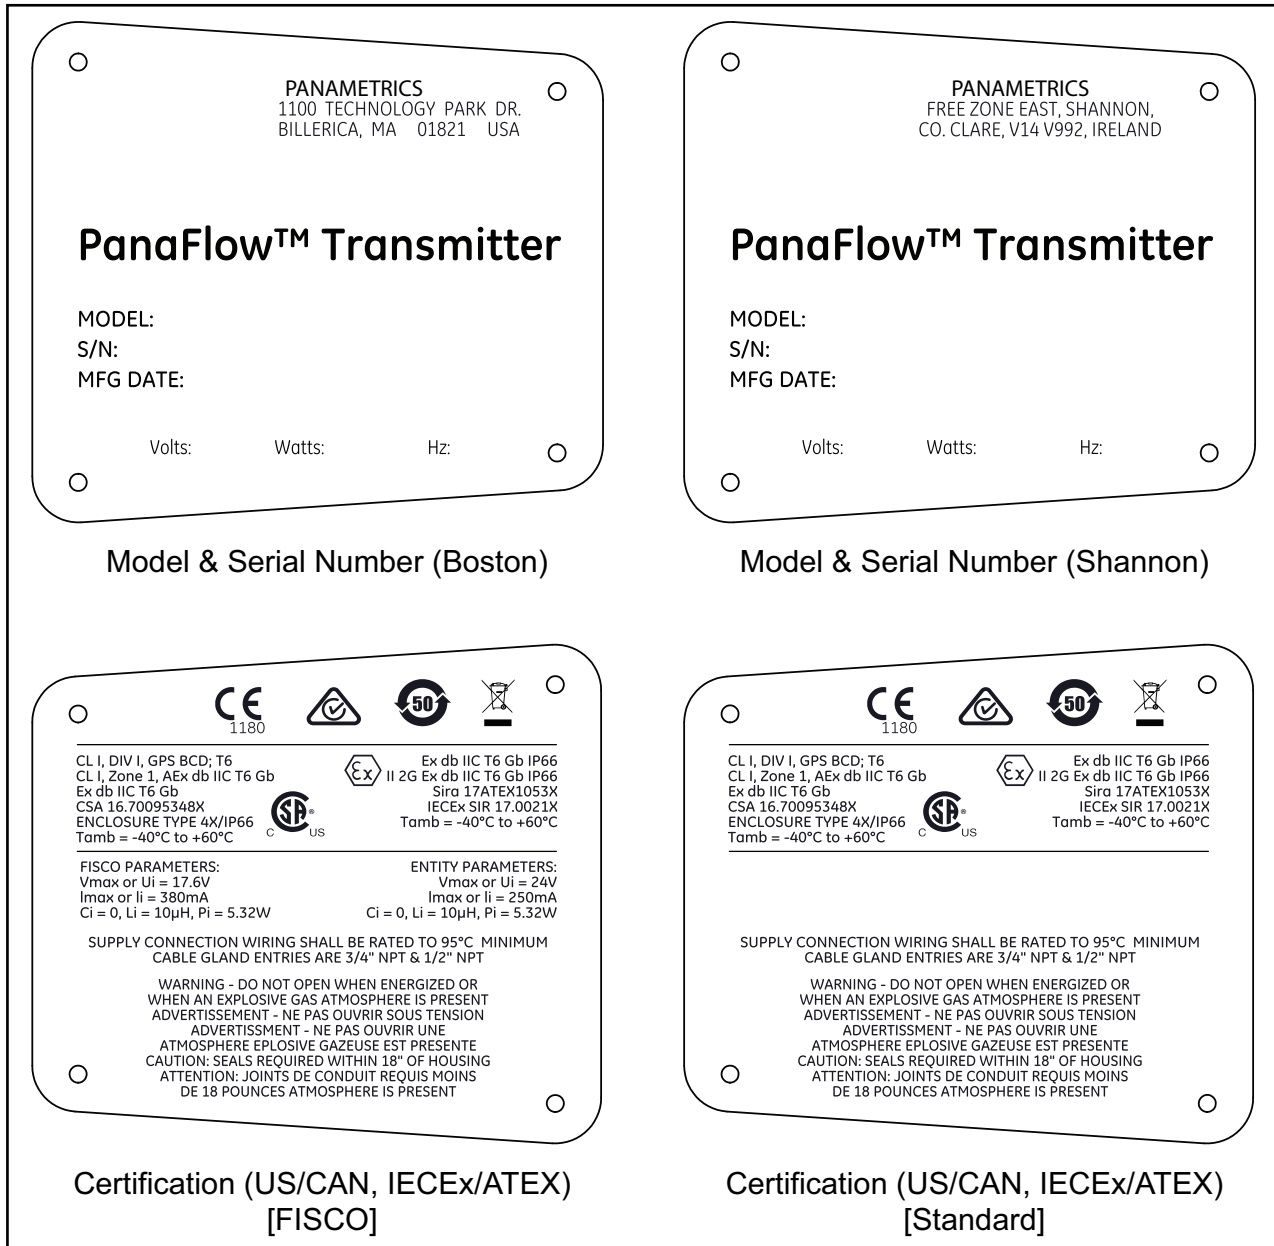 PANAMETRICS
1100 TECHNOLOGY PARK DR.
BILLERICA, MA 01821 USA
PanaFlow™ Transmitter
MODEL:
S/N:
MFG DATE:
Volts: Watts: Hz:
Model & Serial Number (Boston)
PANAMETRICS
FREE ZONE EAST, SHANNON,
CO. CLARE, V14 V992, IRELAND
PanaFlow™ Transmitter
MODEL:
S/N:
MFG DATE:
Volts: Watts: Hz:
Model & Serial Number (Shannon)
CE
1180
50
CL I, DIV I, GPS BCD; T6
CL I, Zone 1, AEx db IIC T6 Gb
Ex db IIC T6 Gb
CSA 16.70095348X
ENCLOSURE TYPE 4X/IP66
Tamb = -40°C to +60°C
C SA® US
Ex
Ex db IIC T6 Gb IP66
II 2G Ex db IIC T6 Gb IP66
Sira 17ATEX1053X
IECEx SIR 17.0021X
Tamb = -40°C to +60°C
FISCO PARAMETERS:
Vmax or Ui = 17.6V
lmax or li = 380mA
Ci = 0, Li = 10µH, Pi = 5.32W
ENTITY PARAMETERS:
Vmax or Ui = 24V
lmax or li = 250mA
Ci = 0, Li = 10µH, Pi = 5.32W
SUPPLY CONNECTION WIRING SHALL BE RATED TO 95°C MINIMUM
CABLE GLAND ENTRIES ARE 3/4" NPT & 1/2" NPT
WARNING - DO NOT OPEN WHEN ENERGIZED OR
WHEN AN EXPLOSIVE GAS ATMOSPHERE IS PRESENT
ADVERTISSEMENT - NE PAS OUVRIR SOUS TENSION
ADVERTISSMENT - NE PAS OUVRIR UNE
ATMOSPHERE EPLOSIVE GAZEUSE EST PRESENTE
CAUTION: SEALS REQUIRED WITHIN 18" OF HOUSING
ATTENTION: JOINTS DE CONDUIT REQUIS MOINS
DE 18 POUNCES ATMOSPHERE IS PRESENT
Certification (US/CAN, IECEx/ATEX)
[FISCO]
CE
1180
50
CL I, DIV I, GPS BCD; T6
CL I, Zone 1, AEx db IIC T6 Gb
Ex db IIC T6 Gb
CSA 16.70095348X
ENCLOSURE TYPE 4X/IP66
Tamb = -40°C to +60°C
C SA® US
Ex
Ex db IIC T6 Gb IP66
II 2G Ex db IIC T6 Gb IP66
Sira 17ATEX1053X
IECEx SIR 17.0021X
Tamb = -40°C to +60°C
SUPPLY CONNECTION WIRING SHALL BE RATED TO 95°C MINIMUM
CABLE GLAND ENTRIES ARE 3/4" NPT & 1/2" NPT
WARNING - DO NOT OPEN WHEN ENERGIZED OR
WHEN AN EXPLOSIVE GAS ATMOSPHERE IS PRESENT
ADVERTISSEMENT - NE PAS OUVRIR SOUS TENSION
ADVERTISSMENT - NE PAS OUVRIR UNE
ATMOSPHERE EPLOSIVE GAZEUSE EST PRESENTE
CAUTION: SEALS REQUIRED WITHIN 18" OF HOUSING
ATTENTION: JOINTS DE CONDUIT REQUIS MOINS
DE 18 POUNCES ATMOSPHERE IS PRESENT
Certification (US/CAN, IECEx/ATEX)
[Standard]